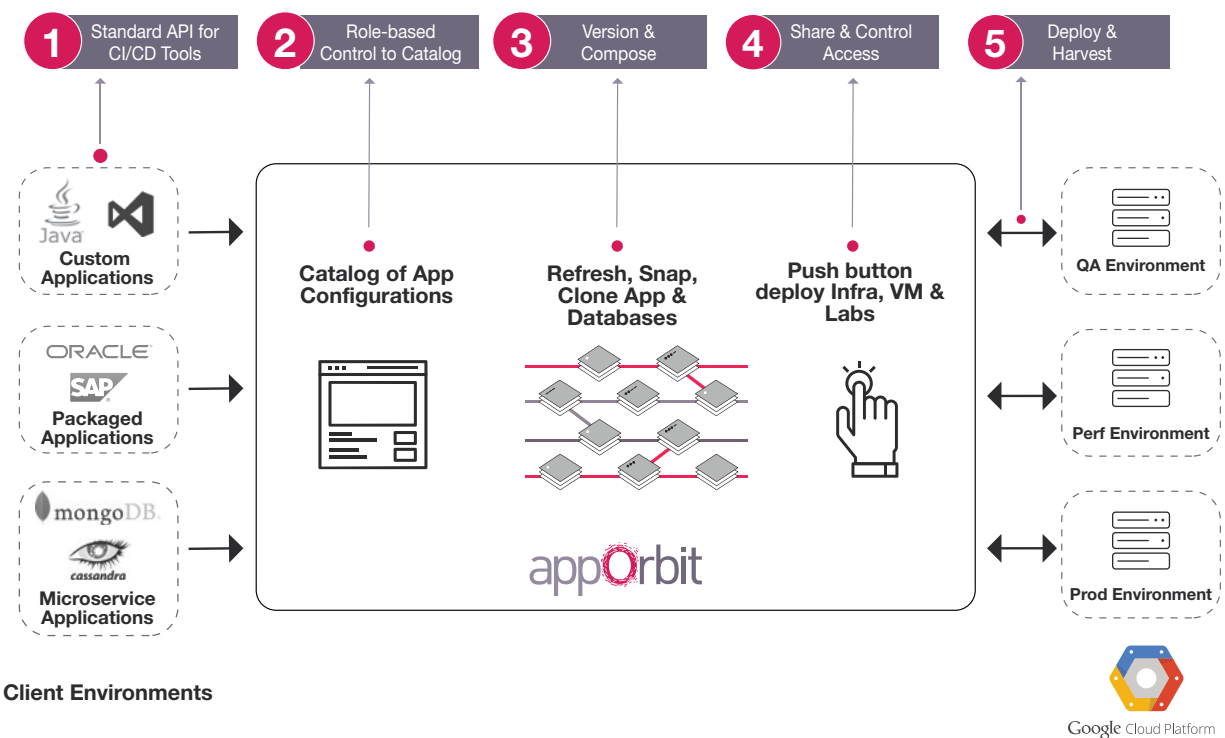 1
Standard API for
CI/CD Tools
2
Role-based
Control to Catalog
3
Version &
Compose
4
Share & Control
Access
5
Deploy &
Harvest
Java
Custom
Applications
ORACLE
SAP
Packaged
Applications
mongoDB
cassandra
Microservice
Applications
Catalog of App
Configurations
Refresh, Snap,
Clone App &
Databases
Push button
deploy Infra, VM &
Labs
appOrbit
QA Environment
Perf Environment
Prod Environment
Client Environments
Google Cloud Platform